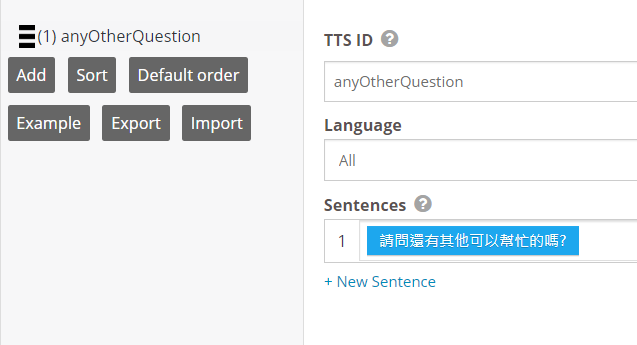 (1) anyOtherQuestion
Add Sort Default order
Example Export Import
TTS ID ?
anyOtherQuestion
Language
All
Sentences ?
1 請問還有其他可以幫忙的嗎?
+ New Sentence